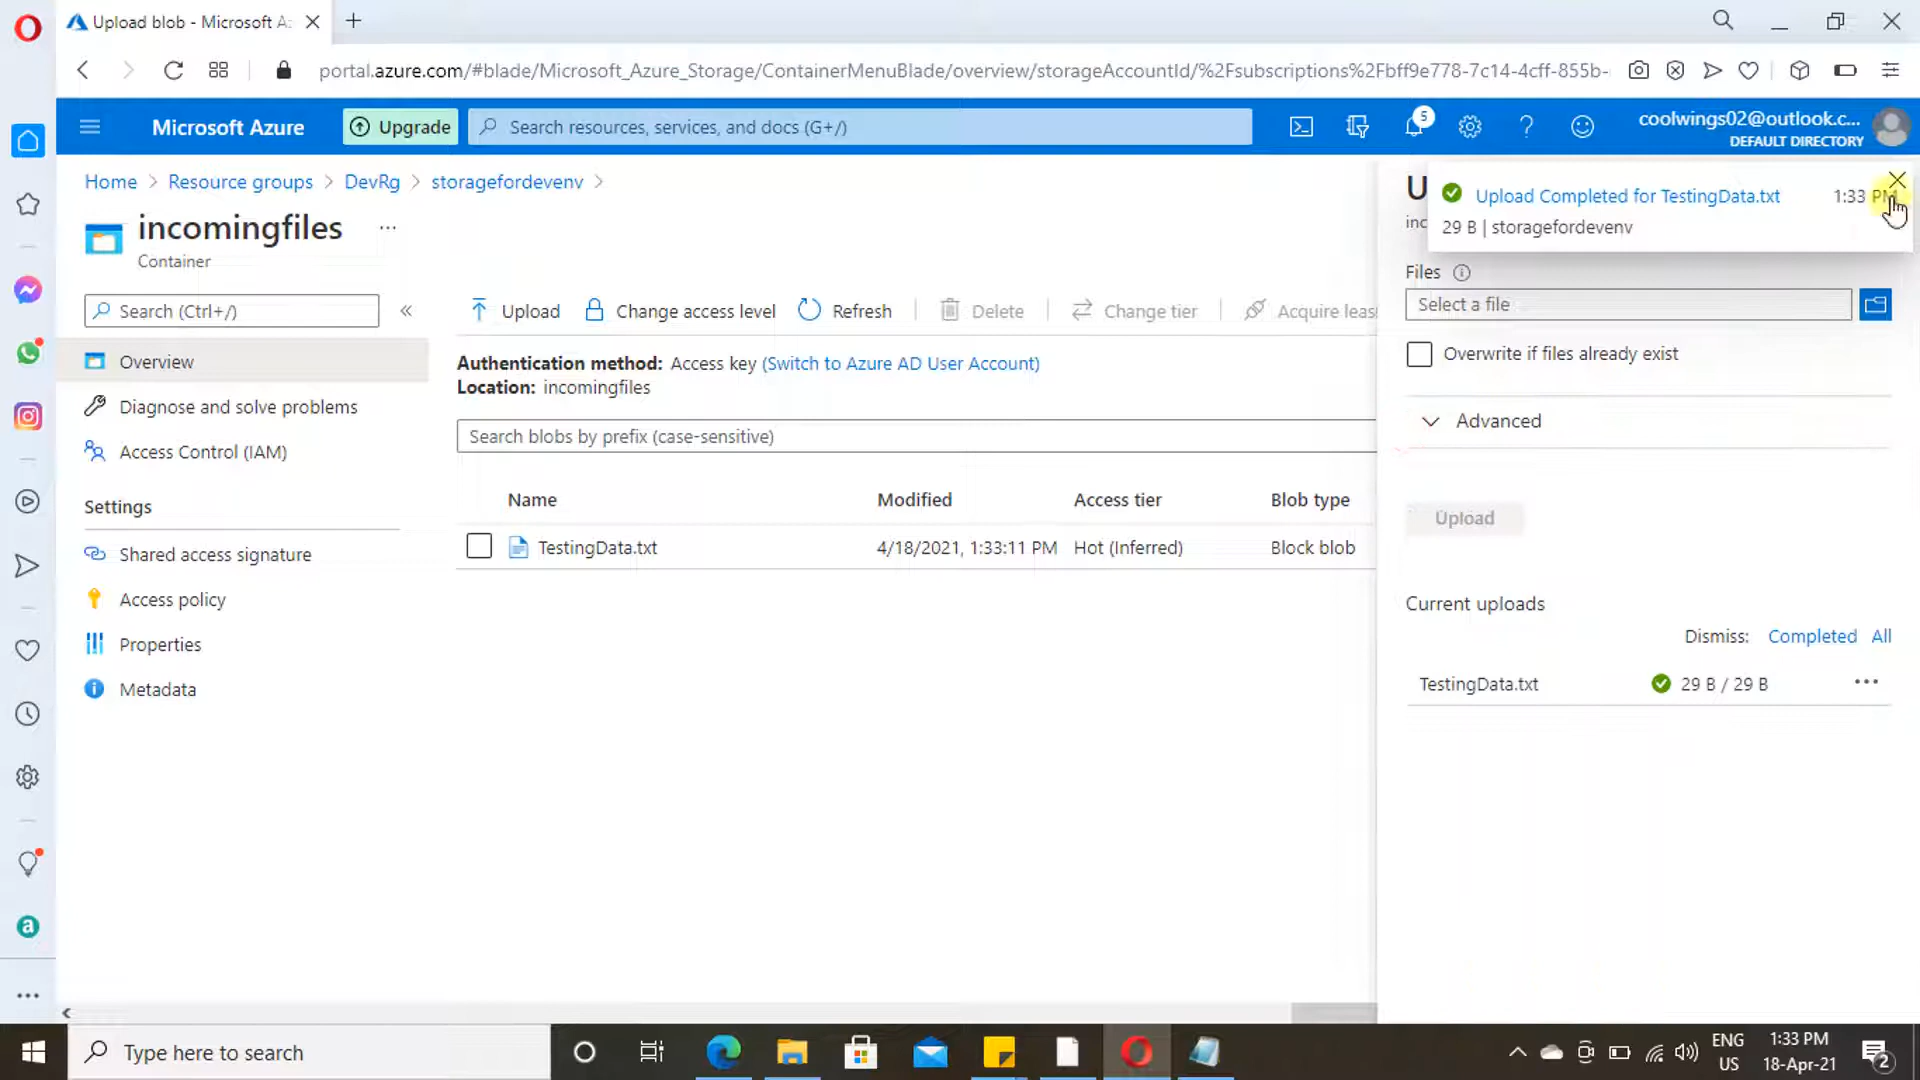 Upload blob - Microsoft A
portal.azure.com/#blade/Microsoft_Azure_Storage/ContainerMenuBlade/overview/storageAccountId/%2Fsubscriptions%2Fbff9e778-7c14-4cff-855b-
Microsoft Azure
Upgrade
Search resources, services, and docs (G+/)
5
coolwings02@outlook.c...
DEFAULT DIRECTORY
Home > Resource groups > DevRg > storagefordevenv >
incomingfiles ...
Container
Search (Ctrl+/)
«
Overview
Diagnose and solve problems
Access Control (IAM)
Settings
Shared access signature
Access policy
Properties
Metadata
Upload
Change access level
Refresh
Delete
Change tier
Acquire leas
Authentication method: Access key (Switch to Azure AD User Account)
Location: incomingfiles
Search blobs by prefix (case-sensitive)
Name Modified Access tier Blob type
TestingData.txt 4/18/2021, 1:33:11 PM Hot (Inferred) Block blob
U
inc
Upload Completed for TestingData.txt 1:33 PM
29 B | storagefordevenv
Files
Select a file
Overwrite if files already exist
Advanced
Upload
Current uploads
Dismiss: Completed All
TestingData.txt 29 B / 29 B ...
Type here to search
ENG
US
1:33 PM
18-Apr-21
2